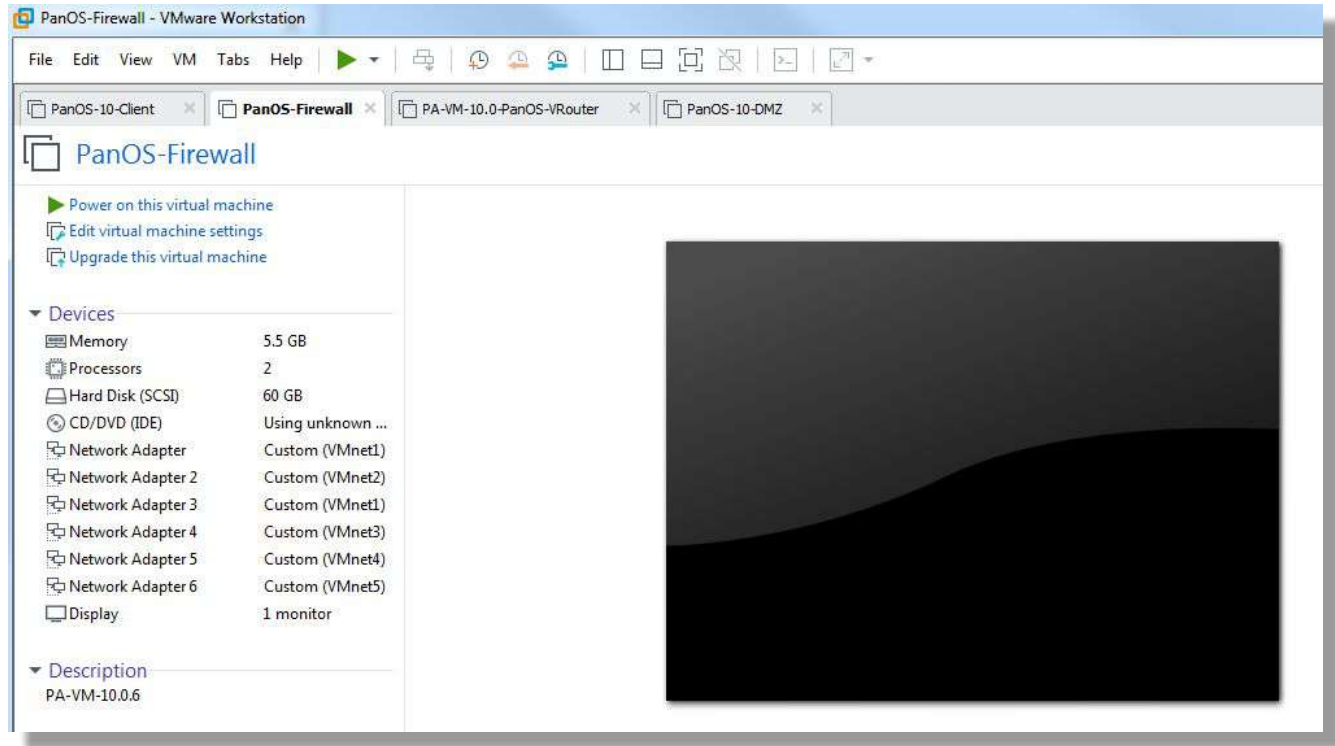 PanOS-Firewall - VMware Workstation
File Edit View VM Tabs Help
PanOS-10-Client PanOS-Firewall PA-VM-10.0-PanOS-VRouter PanOS-10-DMZ
PanOS-Firewall
Power on this virtual machine
Edit virtual machine settings
Upgrade this virtual machine
Devices
Memory 5.5 GB
Processors 2
Hard Disk (SCSI) 60 GB
CD/DVD (IDE) Using unknown ...
Network Adapter Custom (VMnet1)
Network Adapter 2 Custom (VMnet2)
Network Adapter 3 Custom (VMnet1)
Network Adapter 4 Custom (VMnet3)
Network Adapter 5 Custom (VMnet4)
Network Adapter 6 Custom (VMnet5)
Display 1 monitor
Description
PA-VM-10.0.6